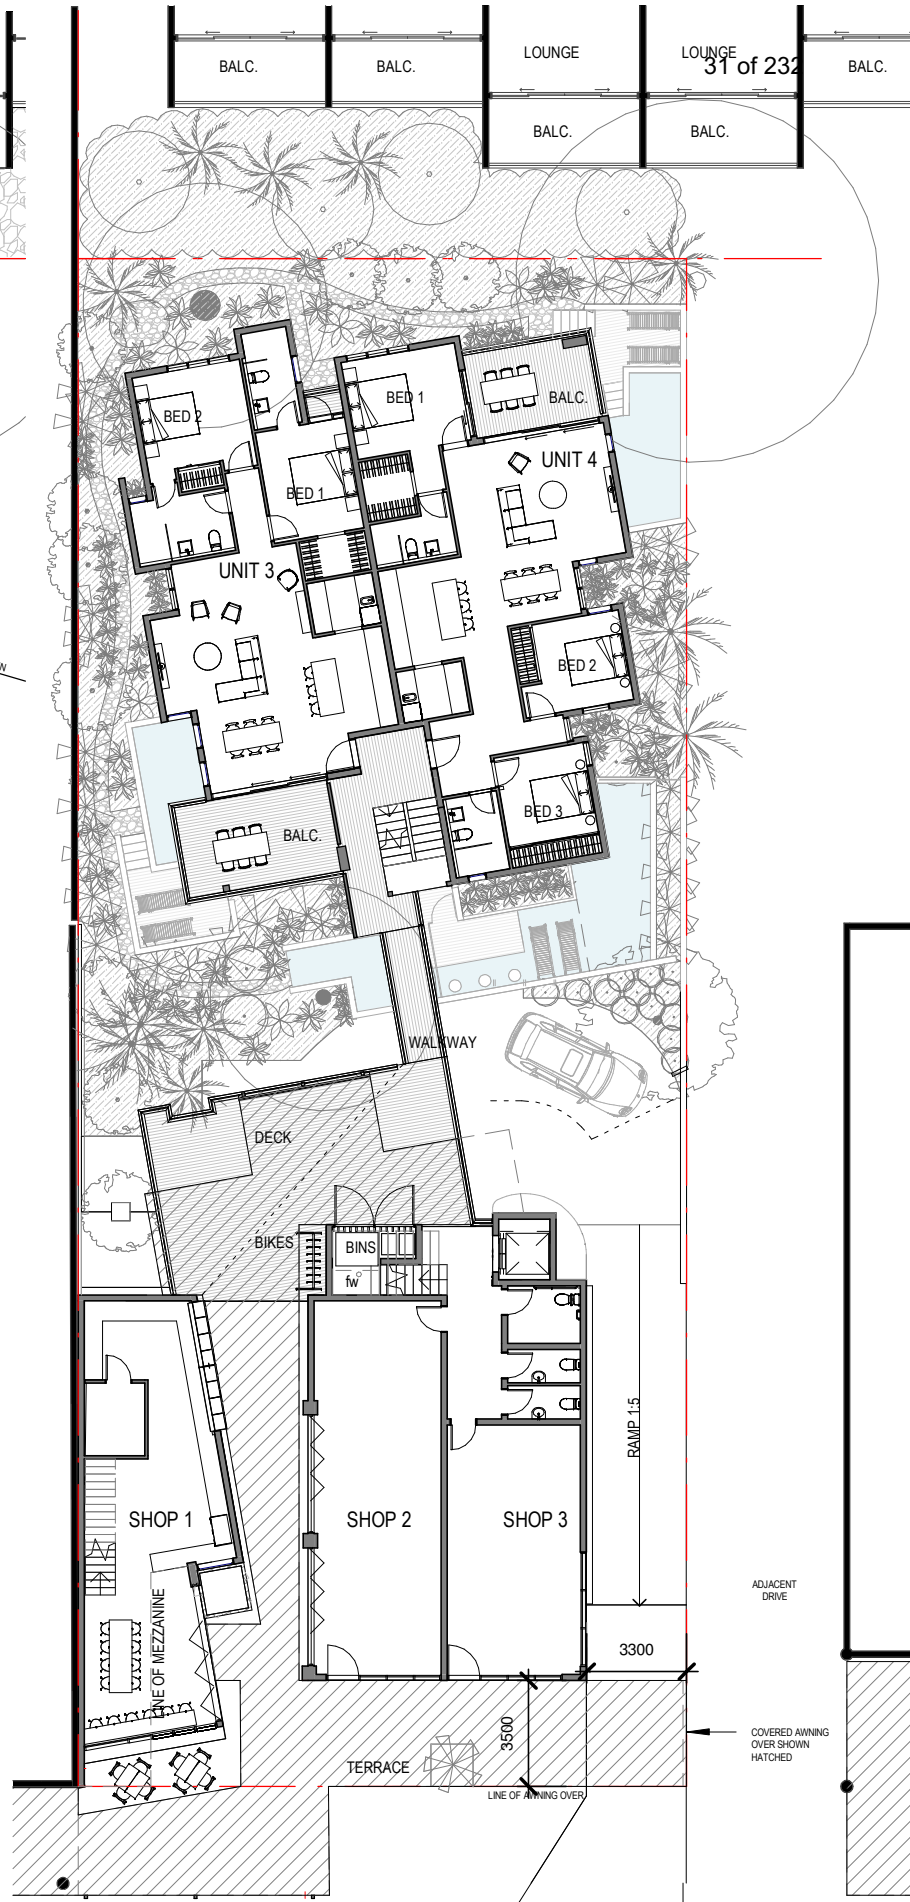 LOUNGE
LOUNGE
31 of 232
BALC.
BALC.
BALC.
BALC.
BALC.
BED 2
BED 1
BALC.
UNIT 4
BED 1
UNIT 3
BED 2
BED 3
BALC.
WALKWAY
DECK
BIKES
BINS
fw
RAMP 1:5
SHOP 1
SHOP 2
SHOP 3
ADJACENT
DRIVE
LINE OF MEZZANINE
3300
3500
COVERED AWNING
OVER SHOWN
HATCHED
TERRACE
LINE OF AWNING OVER